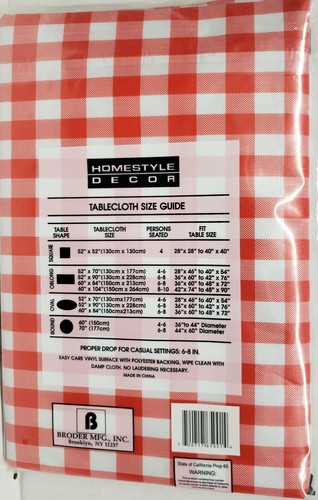 HOMESTYLE
DECOR
TABLECLOTH SIZE GUIDE
TABLE SHAPE TABLECLOTH SIZE PERSONS SEATED FIT TABLE SIZE
SQUARE 52" x 52"(130cm x 130cm) 4 28"x 28" to 40"x 40"
OBLONG 52" x 70"(130cm x 177cm) 4-6 28"x 46" to 40"x 54"
52" x 90"(130cm x 228cm) 6-8 36"x 60" to 42"x 76"
60" x 84"(150cm x 213cm) 6-8 36"x 60" to 48"x 72"
60" x 104"(150cm x 264cm) 8-10 42"x 74" to 48"x 90"
OVAL 52" x 70"(130cmx177cm) 4-6 28"x 46" to 40"x 54"
52" x 90"(130cm x 228cm) 6-8 36"x 60" to 42"x 76"
60" x 84"(150cmx213cm) 6-8 36"x 60" to 48"x 72"
ROUND 60" (150cm) 4-6 36"to 44" Diameter
70" (177cm) 6-8 44"to 60" Diameter
PROPER DROP FOR CASUAL SETTINGS: 6-8 IN.
EASY CARE VINYL SURFACE WITH POLYESTER BACKING. WIPE CLEAN WITH
DAMP CLOTH. NO LAUDERING NECESSARY.
MADE IN CHINA
B
BRODER MFG., INC.
Brooklyn, NY 11237
State of California Prop 65
WARNING: